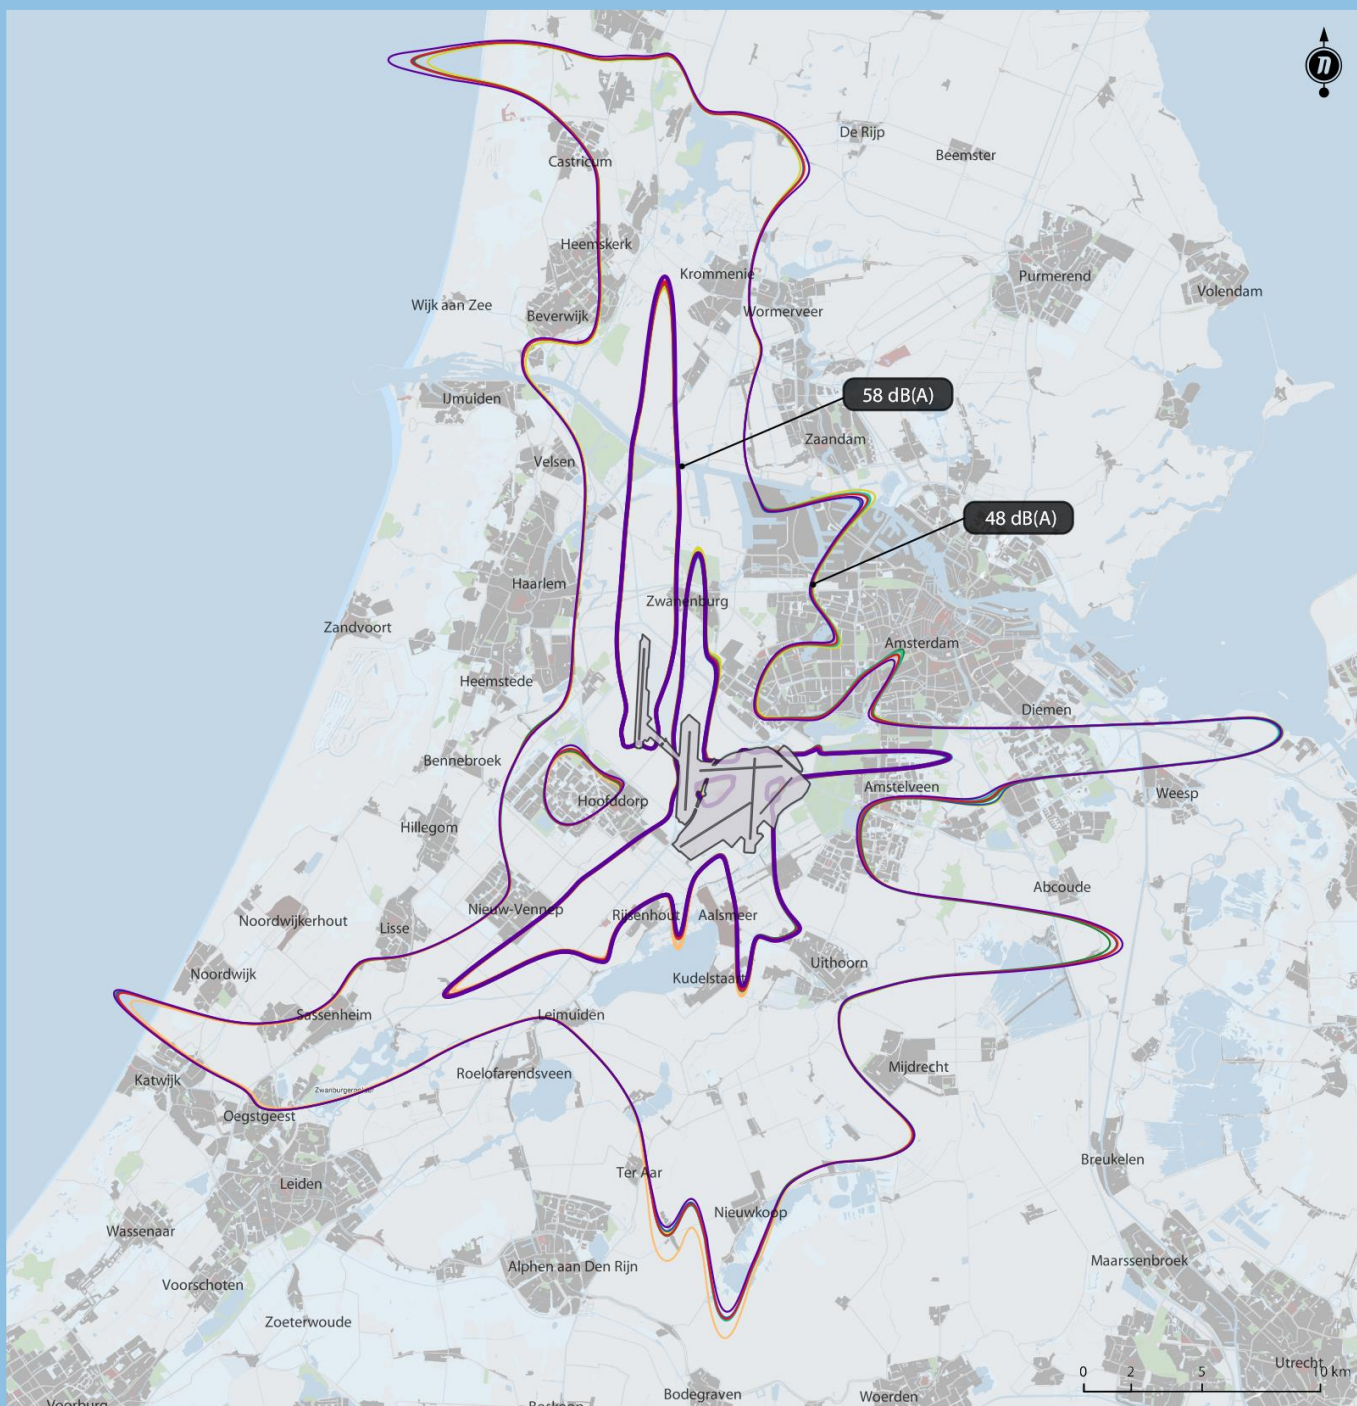 n
De Rijp
Beemster
Castricum
Heemskerk
Krommenie
Purmerend
Volendam
Wijk aan Zee
Beverwijk
Wormerveer
58 dB(A)
IJmuiden
Zaandam
Velsen
48 dB(A)
Haarlem
Zwanenburg
Zandvoort
Amsterdam
Heemstede
Diemen
Bennebroek
Amstelveen
Weesp
Hoofddorp
Hillegom
Abcoude
Nieuw-Vennep
Rijsenhout
Aalsmeer
Noordwijkerhout
Lisse
Uithoorn
Noordwijk
Kudelstaart
Sassenheim
Leimuiden
Mijdrecht
Roelofarendsveen
Katwijk
Oegstgeest
Breukelen
Ter Aar
Leiden
Nieuwkoop
Wassenaar
Maarssenbroek
Alphen aan Den Rijn
Voorschoten
Zoeterwoude
Utrecht
0 2 5 10 km
Bodegraven
Woerden
Voorburg
Boskoop